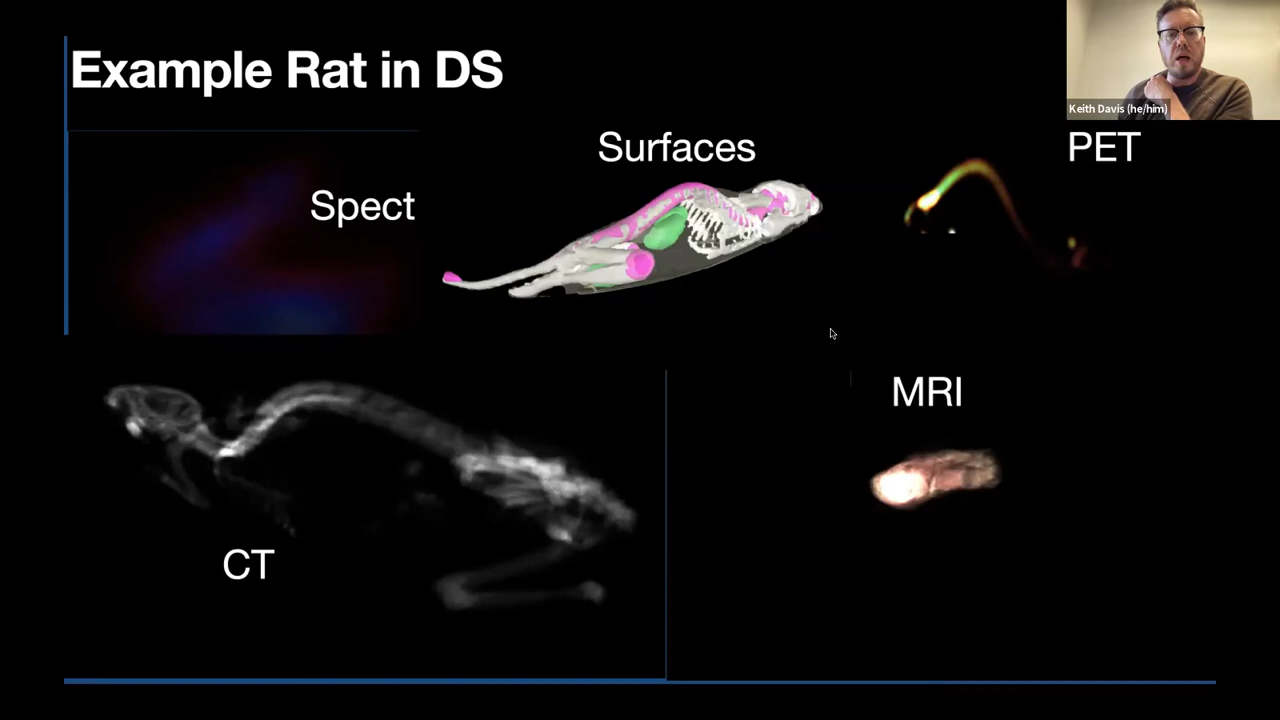 Example Rat in DS
Keith Davis (he/him)
Surfaces
PET
Spect
MRI
CT